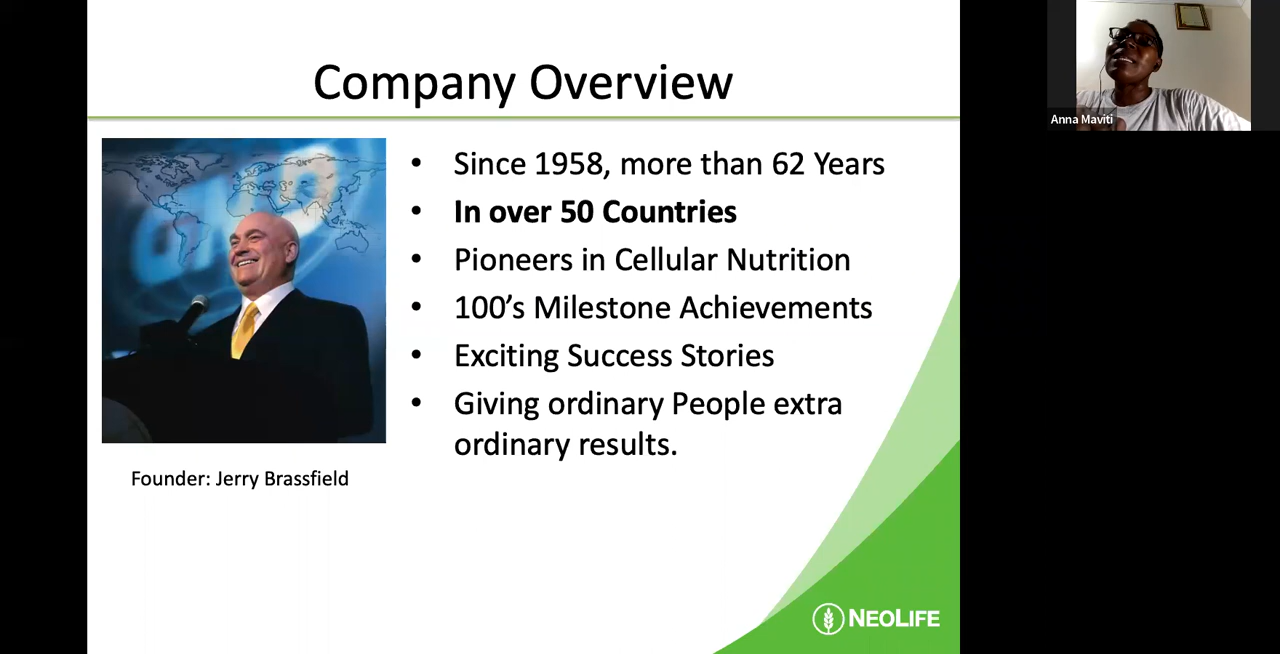 Company Overview
• Since 1958, more than 62 Years
• In over 50 Countries
• Pioneers in Cellular Nutrition
• 100’s Milestone Achievements
• Exciting Success Stories
• Giving ordinary People extra
ordinary results.
Founder: Jerry Brassfield
NEOLIFE
Anna Maviti